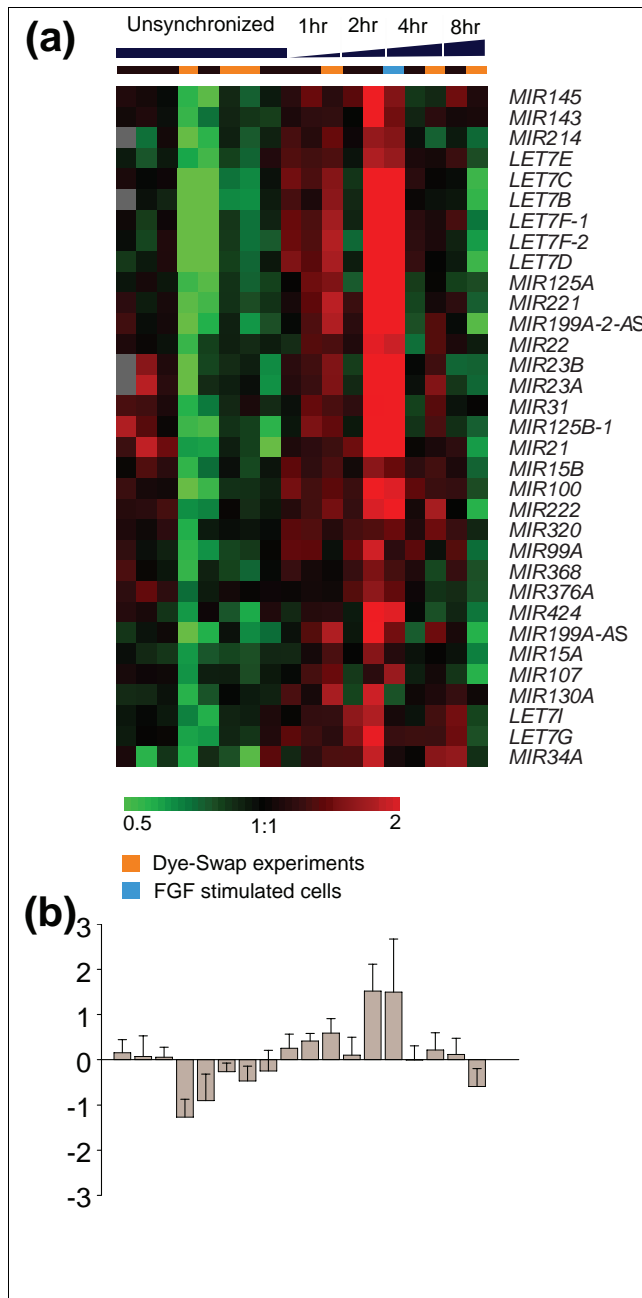 (a)
Unsynchronized 1hr 2hr 4hr 8hr
MIR145
MIR143
MIR214
LET7E
LET7C
LET7B
LET7F-1
LET7F-2
LET7D
MIR125A
MIR221
MIR199A-2-AS
MIR22
MIR23B
MIR23A
MIR31
MIR125B-1
MIR21
MIR15B
MIR100
MIR222
MIR320
MIR99A
MIR368
MIR376A
MIR424
MIR199A-AS
MIR15A
MIR107
MIR130A
LET7I
LET7G
MIR34A
0.5 1:1 2
Dye-Swap experiments
FGF stimulated cells
(b)
3
2
1
0
-1
-2
-3